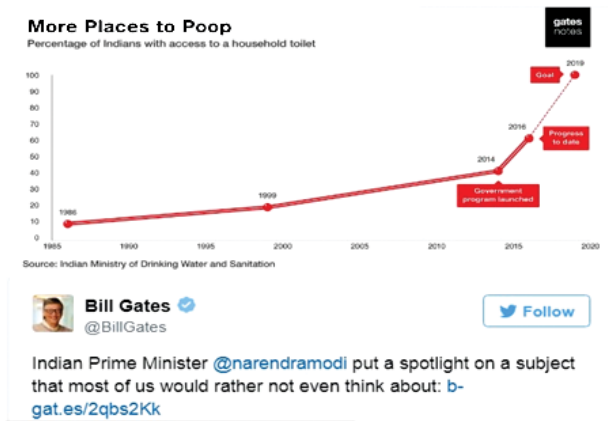 More Places to Poop
gates
notes
Percentage of Indians with access to a household toilet
2019
100
Goal
90
80
70
2016
60
Progress
to date
50
2014
40
30
Government
program launched
1999
20
1986
10
0
1985 1990 1995 2000 2005 2010 2015 2020
Source: Indian Ministry of Drinking Water and Sanitation
Bill Gates
@BillGates
Follow
Indian Prime Minister @narendramodi put a spotlight on a subject
that most of us would rather not even think about: b-
gat.es/2qbs2Kk